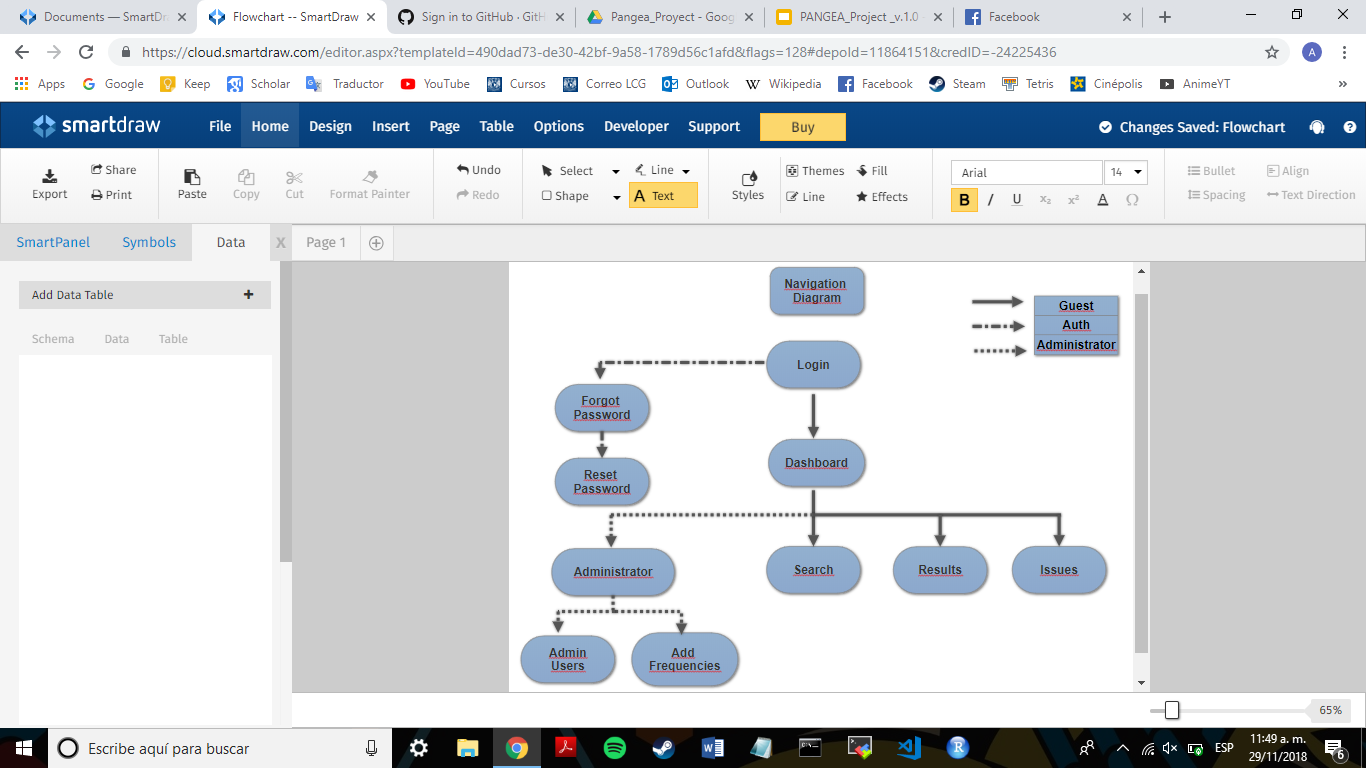 Documents — SmartDr
Flowchart -- SmartDraw
Sign in to GitHub · GitH
Pangea_Proyect - Goog
PANGEA_Project _v.1.0 -
Facebook
https://cloud.smartdraw.com/editor.aspx?templateId=490dad73-de30-42bf-9a58-1789d56c1afd&flags=128#depoId=11864151&credID=-24225436
A
Apps Google Keep Scholar Traductor YouTube Cursos Correo LCG Outlook Wikipedia Facebook Steam Tetris Cinépolis AnimeYT »
smartdraw File Home Design Insert Page Table Options Developer Support Buy Changes Saved: Flowchart
Export
Share
Print
Paste
Copy
Cut
Format Painter
Undo
Redo
Select
Line
Shape
A Text
Styles
Themes
Fill
Line
Effects
Arial
14
B I U x₂ x² A Ω
Bullet
Align
Spacing
Text Direction
SmartPanel Symbols Data X Page 1
Add Data Table +
Schema Data Table
Navigation
Diagram
Guest
Auth
Administrator
Login
Forgot
Password
Dashboard
Reset
Password
Administrator
Search
Results
Issues
Admin
Users
Add
Frequencies
65%
Escribe aquí para buscar
ESP
11:49 a. m.
29/11/2018
6